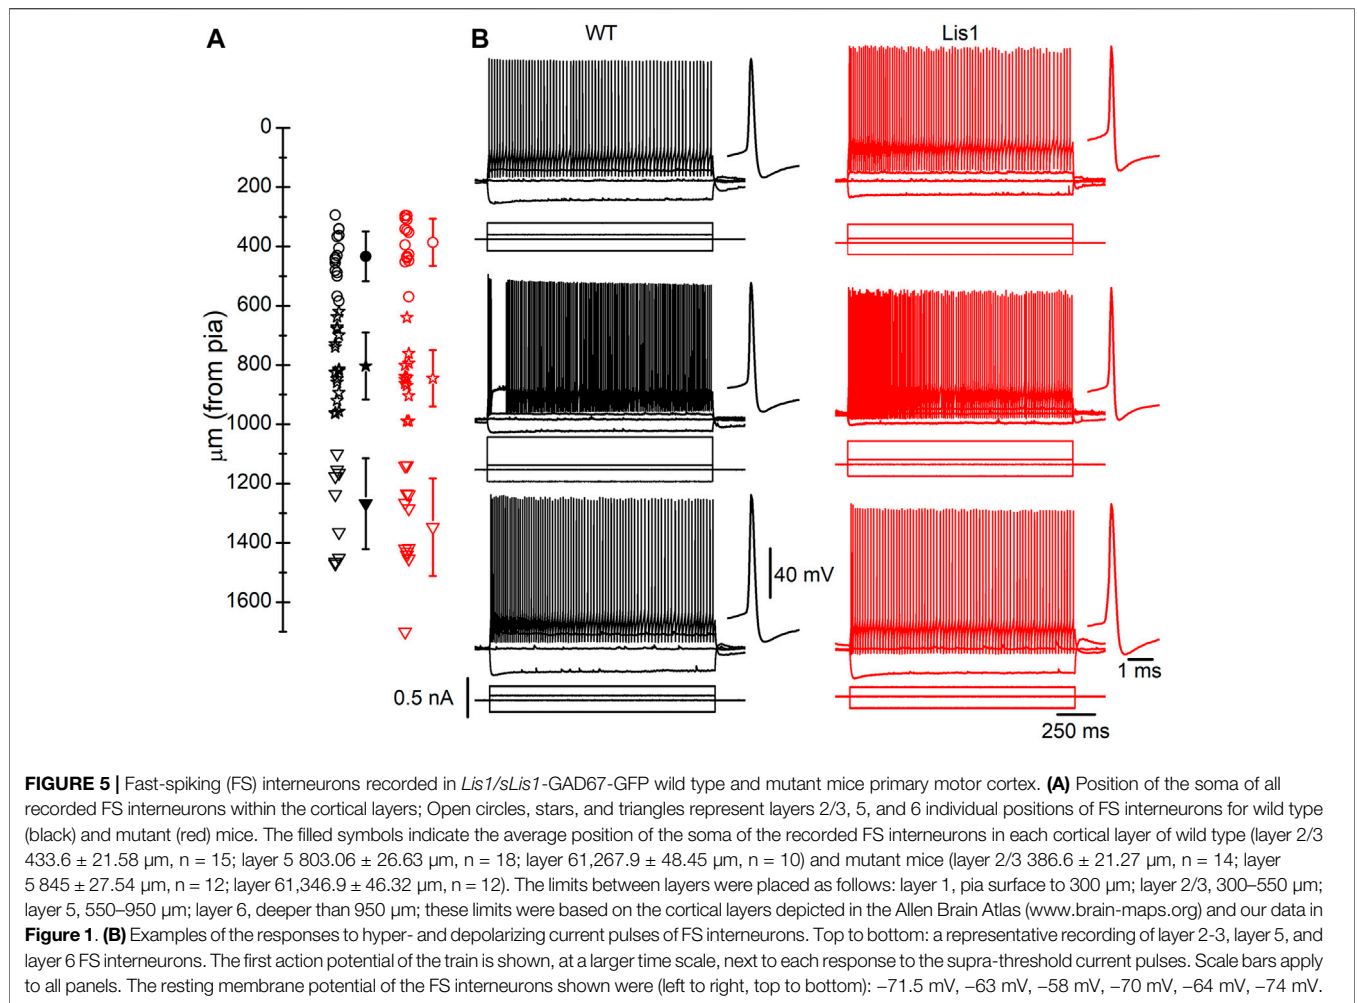 A
B
WT
Lis1
0
200
400
600
800
1000
1200
1400
1600
µm (from pia)
40 mV
1 ms
0.5 nA
250 ms
FIGURE 5 | Fast-spiking (FS) interneurons recorded in Lis1/sLis1-GAD67-GFP wild type and mutant mice primary motor cortex. (A) Position of the soma of all
recorded FS interneurons within the cortical layers; Open circles, stars, and triangles represent layers 2/3, 5, and 6 individual positions of FS interneurons for wild type
(black) and mutant (red) mice. The filled symbols indicate the average position of the soma of the recorded FS interneurons in each cortical layer of wild type (layer 2/3
433.6 ± 21.58 µm, n = 15; layer 5 803.06 ± 26.63 µm, n = 18; layer 61,267.9 ± 48.45 µm, n = 10) and mutant mice (layer 2/3 386.6 ± 21.27 µm, n = 14; layer
5 845 ± 27.54 µm, n = 12; layer 61,346.9 ± 46.32 µm, n = 12). The limits between layers were placed as follows: layer 1, pia surface to 300 µm; layer 2/3, 300–550 µm;
layer 5, 550–950 µm; layer 6, deeper than 950 µm; these limits were based on the cortical layers depicted in the Allen Brain Atlas (www.brain-maps.org) and our data in
Figure 1. (B) Examples of the responses to hyper- and depolarizing current pulses of FS interneurons. Top to bottom: a representative recording of layer 2-3, layer 5, and
layer 6 FS interneurons. The first action potential of the train is shown, at a larger time scale, next to each response to the supra-threshold current pulses. Scale bars apply
to all panels. The resting membrane potential of the FS interneurons shown were (left to right, top to bottom): −71.5 mV, −63 mV, −58 mV, −70 mV, −64 mV, −74 mV.